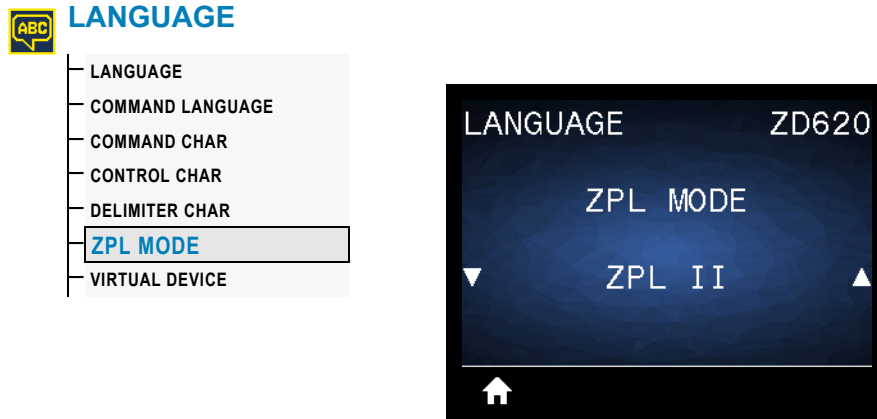 ABC
LANGUAGE
LANGUAGE
COMMAND LANGUAGE
COMMAND CHAR
CONTROL CHAR
DELIMITER CHAR
ZPL MODE
VIRTUAL DEVICE
LANGUAGE ZD620
ZPL MODE
ZPL II